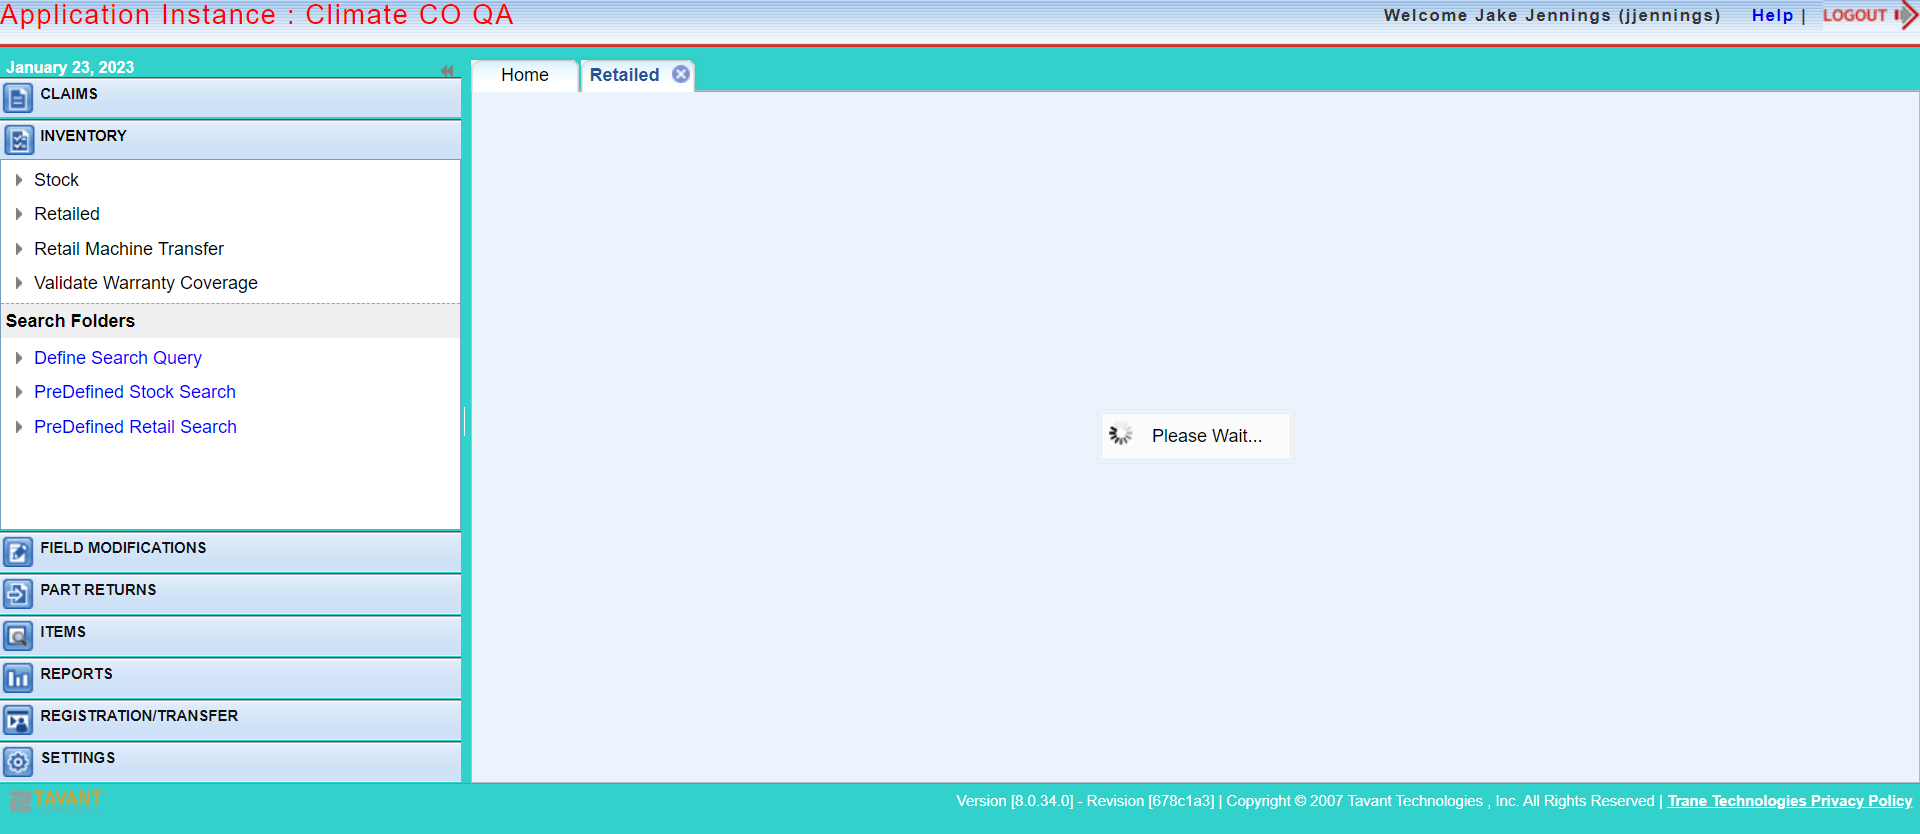 Application Instance : Climate CO QA
Welcome Jake Jennings (jjennings) Help | LOGOUT
January 23, 2023
Home Retailed
CLAIMS
INVENTORY
Stock
Retailed
Retail Machine Transfer
Validate Warranty Coverage
Search Folders
Define Search Query
PreDefined Stock Search
PreDefined Retail Search
Please Wait...
FIELD MODIFICATIONS
PART RETURNS
ITEMS
REPORTS
REGISTRATION/TRANSFER
SETTINGS
TAVANT
Version [8.0.34.0] - Revision [678c1a3] | Copyright © 2007 Tavant Technologies , Inc. All Rights Reserved | Trane Technologies Privacy Policy